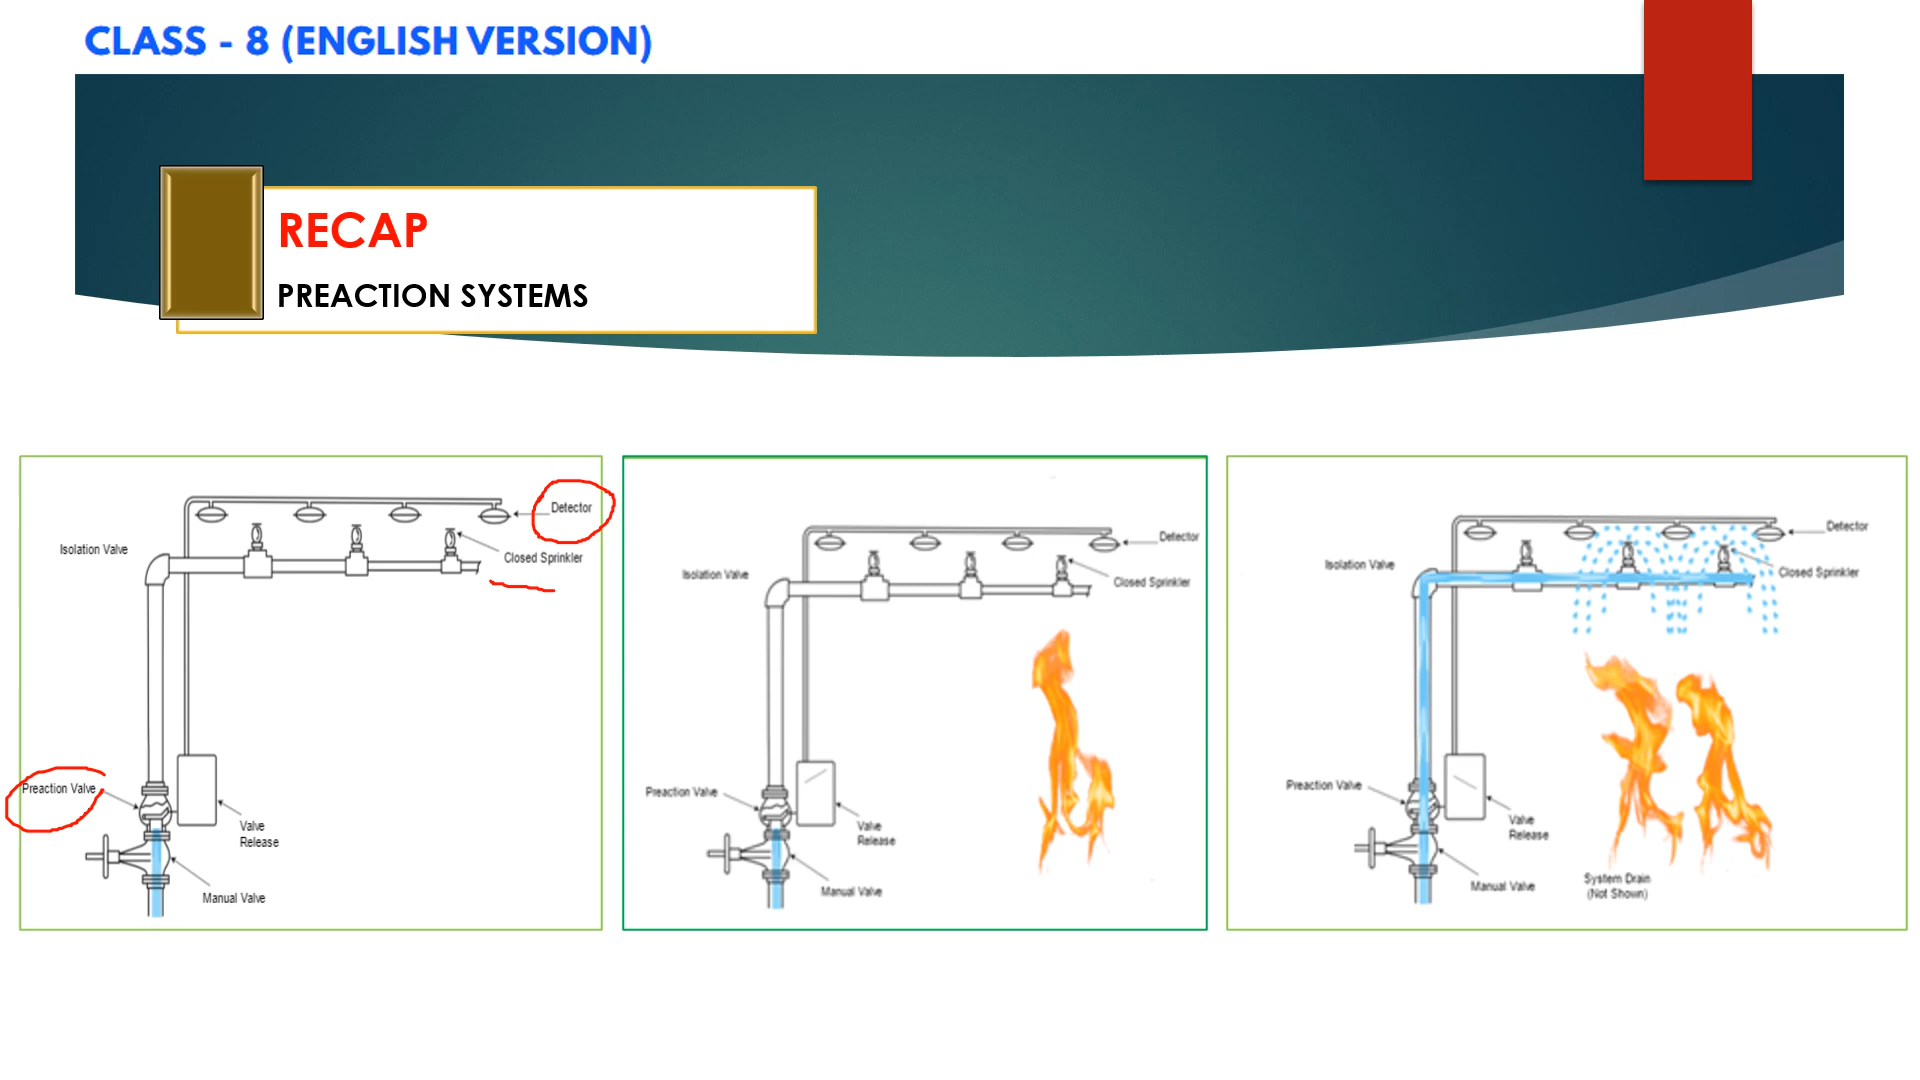 CLASS - 8 (ENGLISH VERSION)
RECAP
PREACTION SYSTEMS
Detector
Isolation Valve
Closed Sprinkler
Preaction Valve
Valve
Release
Manual Valve
Detector
Isolation Valve
Closed Sprinkler
Preaction Valve
Valve
Release
Manual Valve
Detector
Isolation Valve
Closed Sprinkler
Preaction Valve
Valve
Release
System Drain
(Not Shown)
Manual Valve